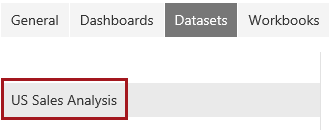 General Dashboards Datasets Workbooks
US Sales Analysis